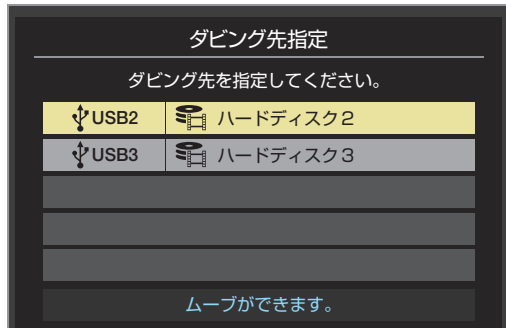 ダビング先指定
ダビング先を指定してください。
USB2 ハードディスク２
USB3 ハードディスク３
ムーブができます。